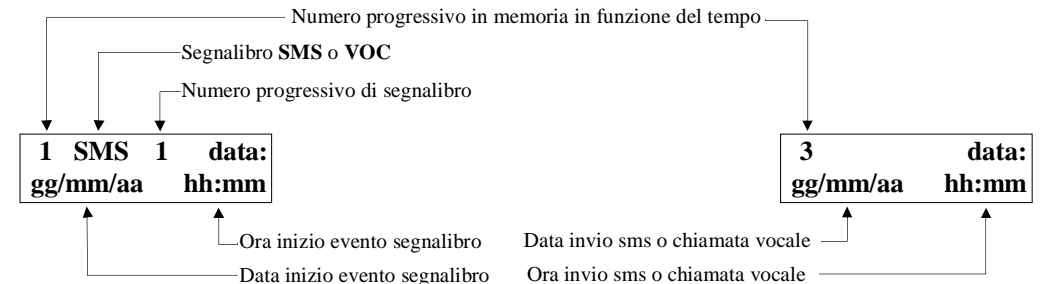 Numero progressivo in memoria in funzione del tempo
Segnalibro SMS o VOC
Numero progressivo di segnalibro
1 SMS 1 data:
gg/mm/aa hh:mm
3 data:
gg/mm/aa hh:mm
Ora inizio evento segnalibro
Data invio sms o chiamata vocale
Data inizio evento segnalibro
Ora invio sms o chiamata vocale